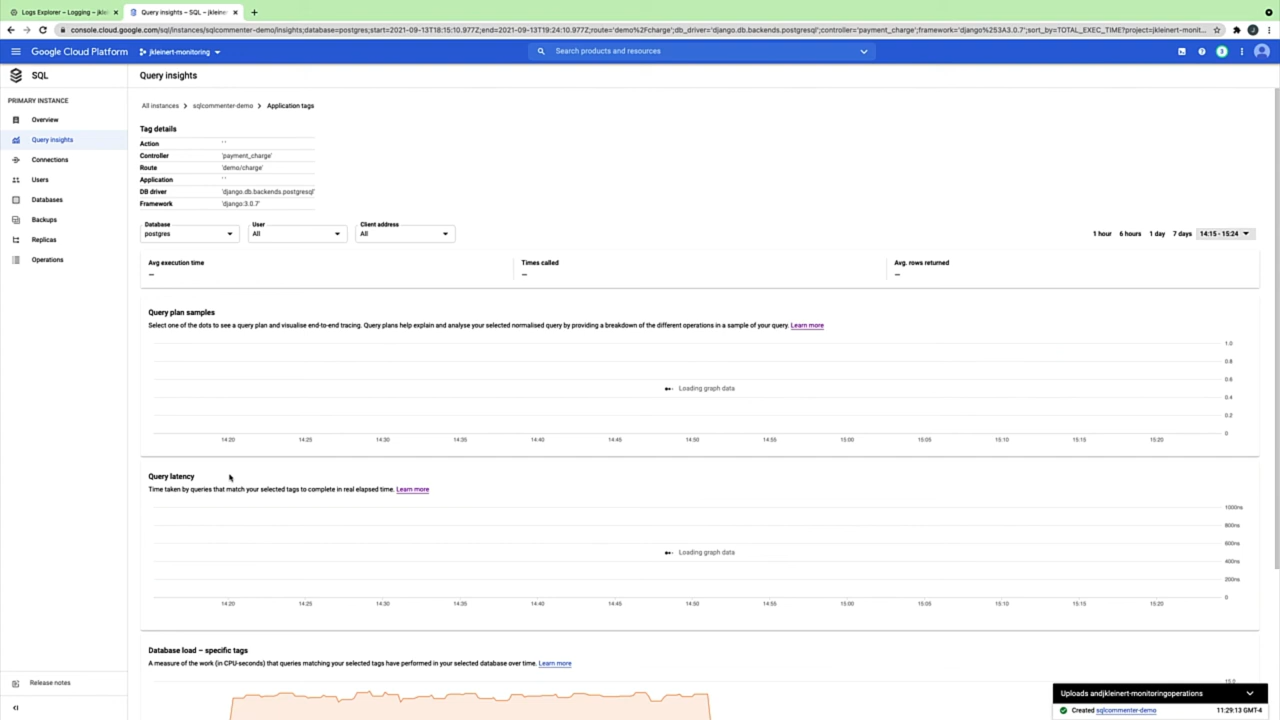 Logs Explorer – Logging – jklein
Query insights – SQL – jkleiner
console.cloud.google.com/sql/instances/sqlcommenter-demo/insights;database=postgres;start=2021-09-13T18:15:10.977Z;end=2021-09-13T19:24:10.977Z;route='demo%2Fcharge';db_driver='django.db.backends.postgresql';controller='payment_charge';framework='django%253A3.0.7';sort_by=TOTAL_EXEC_TIME?project=jkleinert-monit...
Google Cloud Platform
jkleinert-monitoring
Search products and resources
3
SQL
Query insights
PRIMARY INSTANCE
Overview
Query insights
Connections
Users
Databases
Backups
Replicas
Operations
Release notes
All instances
sqlcommenter-demo
Application tags
Tag details
Action ' '
Controller 'payment_charge'
Route 'demo/charge'
Application ' '
DB driver 'django.db.backends.postgresql'
Framework 'django:3.0.7'
Database
postgres
User
All
Client address
All
1 hour 6 hours 1 day 7 days 14:15 - 15:24
Avg execution time
–
Times called
–
Avg. rows returned
–
Query plan samples
Select one of the dots to see a query plan and visualise end-to-end tracing. Query plans help explain and analyse your selected normalised query by providing a breakdown of the different operations in a sample of your query. Learn more
1.0
0.8
0.6
Loading graph data
0.4
0.2
0
14:20 14:25 14:30 14:35 14:40 14:45 14:50 14:55 15:00 15:05 15:10 15:15 15:20
Query latency
Time taken by queries that match your selected tags to complete in real elapsed time. Learn more
1000ns
800ns
600ns
Loading graph data
400ns
200ns
0
14:20 14:25 14:30 14:35 14:40 14:45 14:50 14:55 15:00 15:05 15:10 15:15 15:20
Database load – specific tags
A measure of the work (in CPU-seconds) that queries matching your selected tags have performed in your selected database over time. Learn more
15.0
Uploads andjkleinert-monitoringoperations
Created sqlcommenter-demo 11:29:13 GMT-4